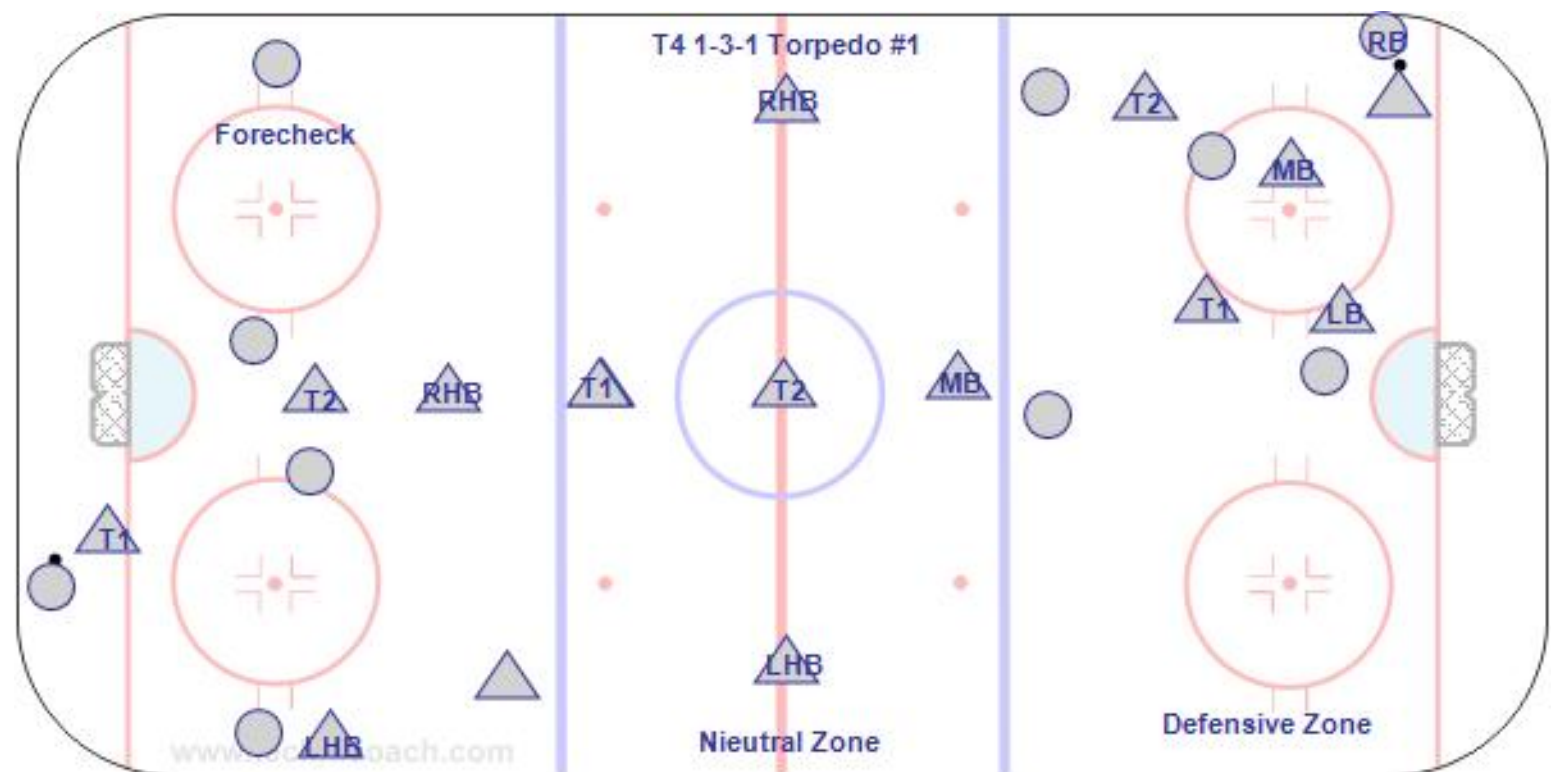 T4 1-3-1 Torpedo #1
RB
RHB
T2
Forecheck
MB
T1
LB
T2
RHB
T1
T2
MB
T1
LHB
Defensive Zone
Nieutral Zone
LHB